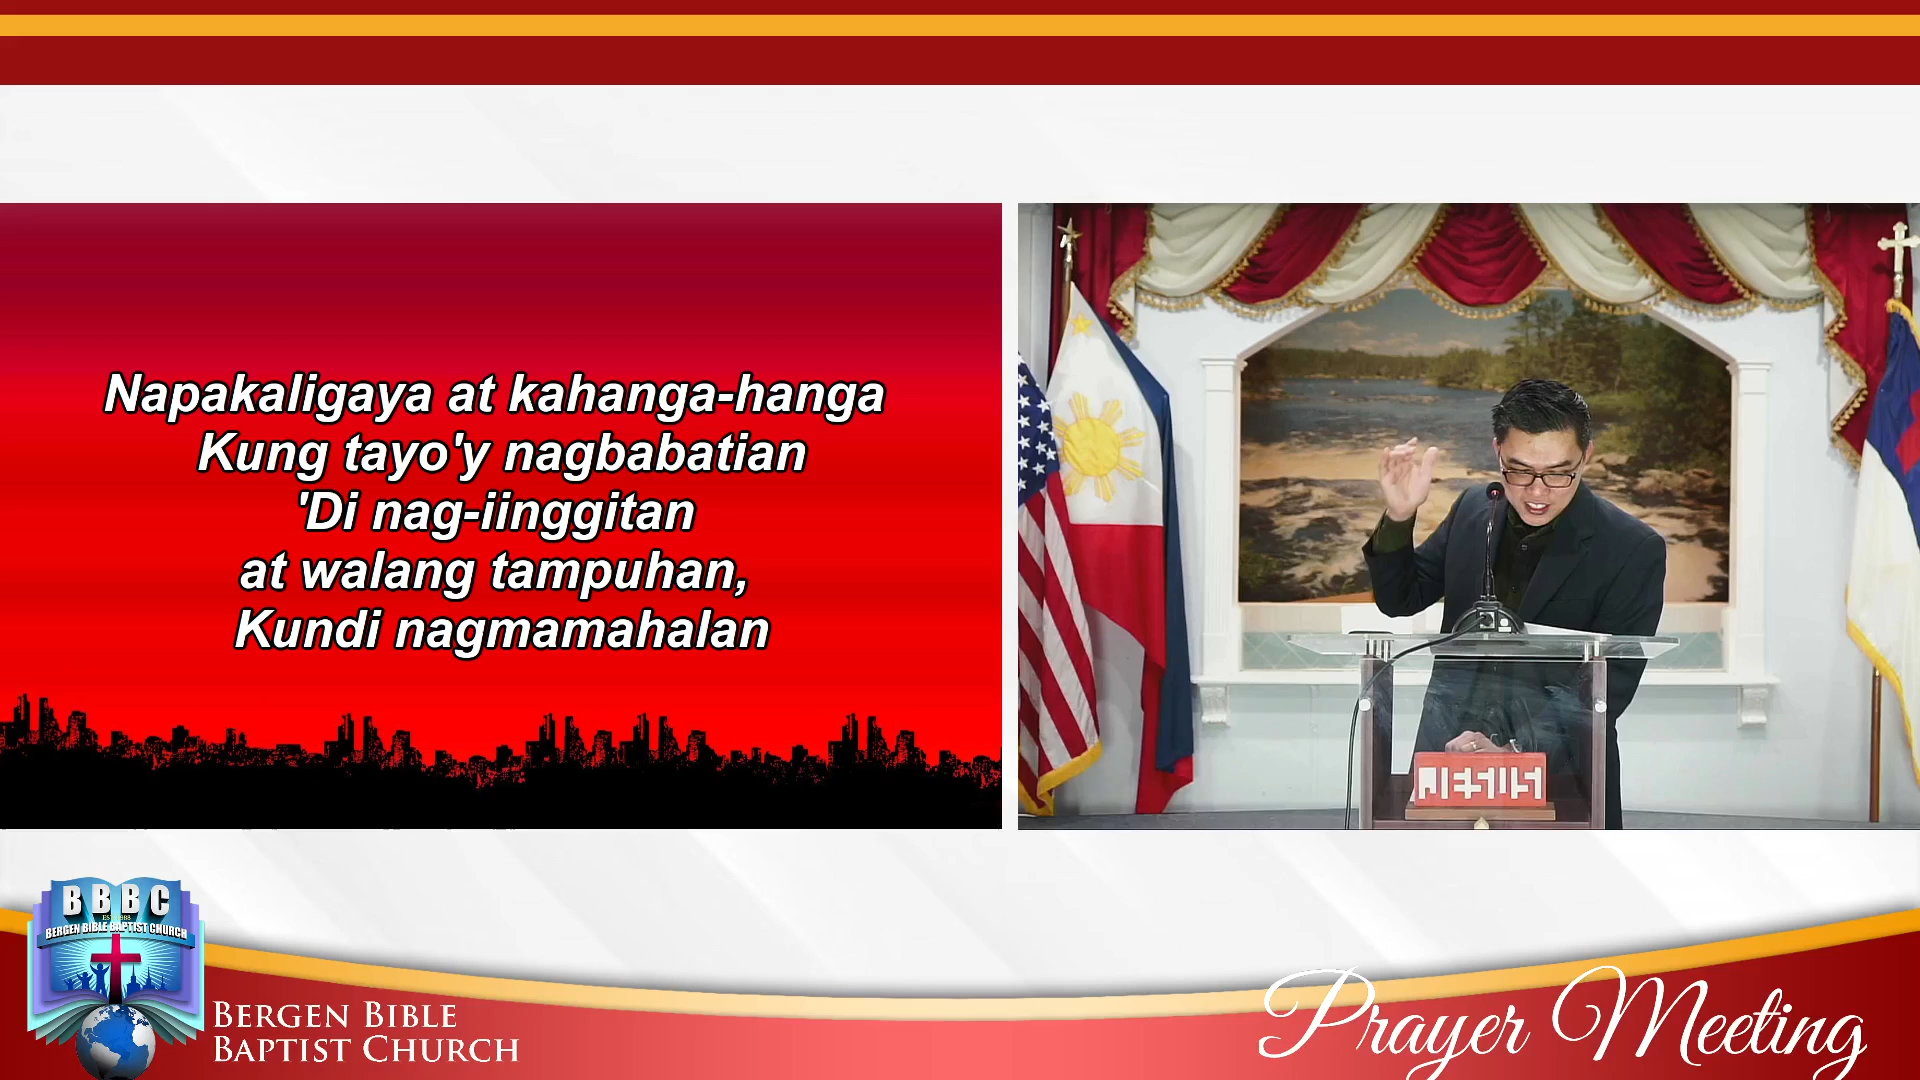 Napakaligaya at kahanga-hanga
Kung tayo'y nagbabatian
'Di nag-iinggitan
at walang tampuhan,
Kundi nagmamahalan
JESUS
BBBC
BERGEN BIBLE BAPTIST CHURCH
BERGEN BIBLE
BAPTIST CHURCH
Prayer Meeting